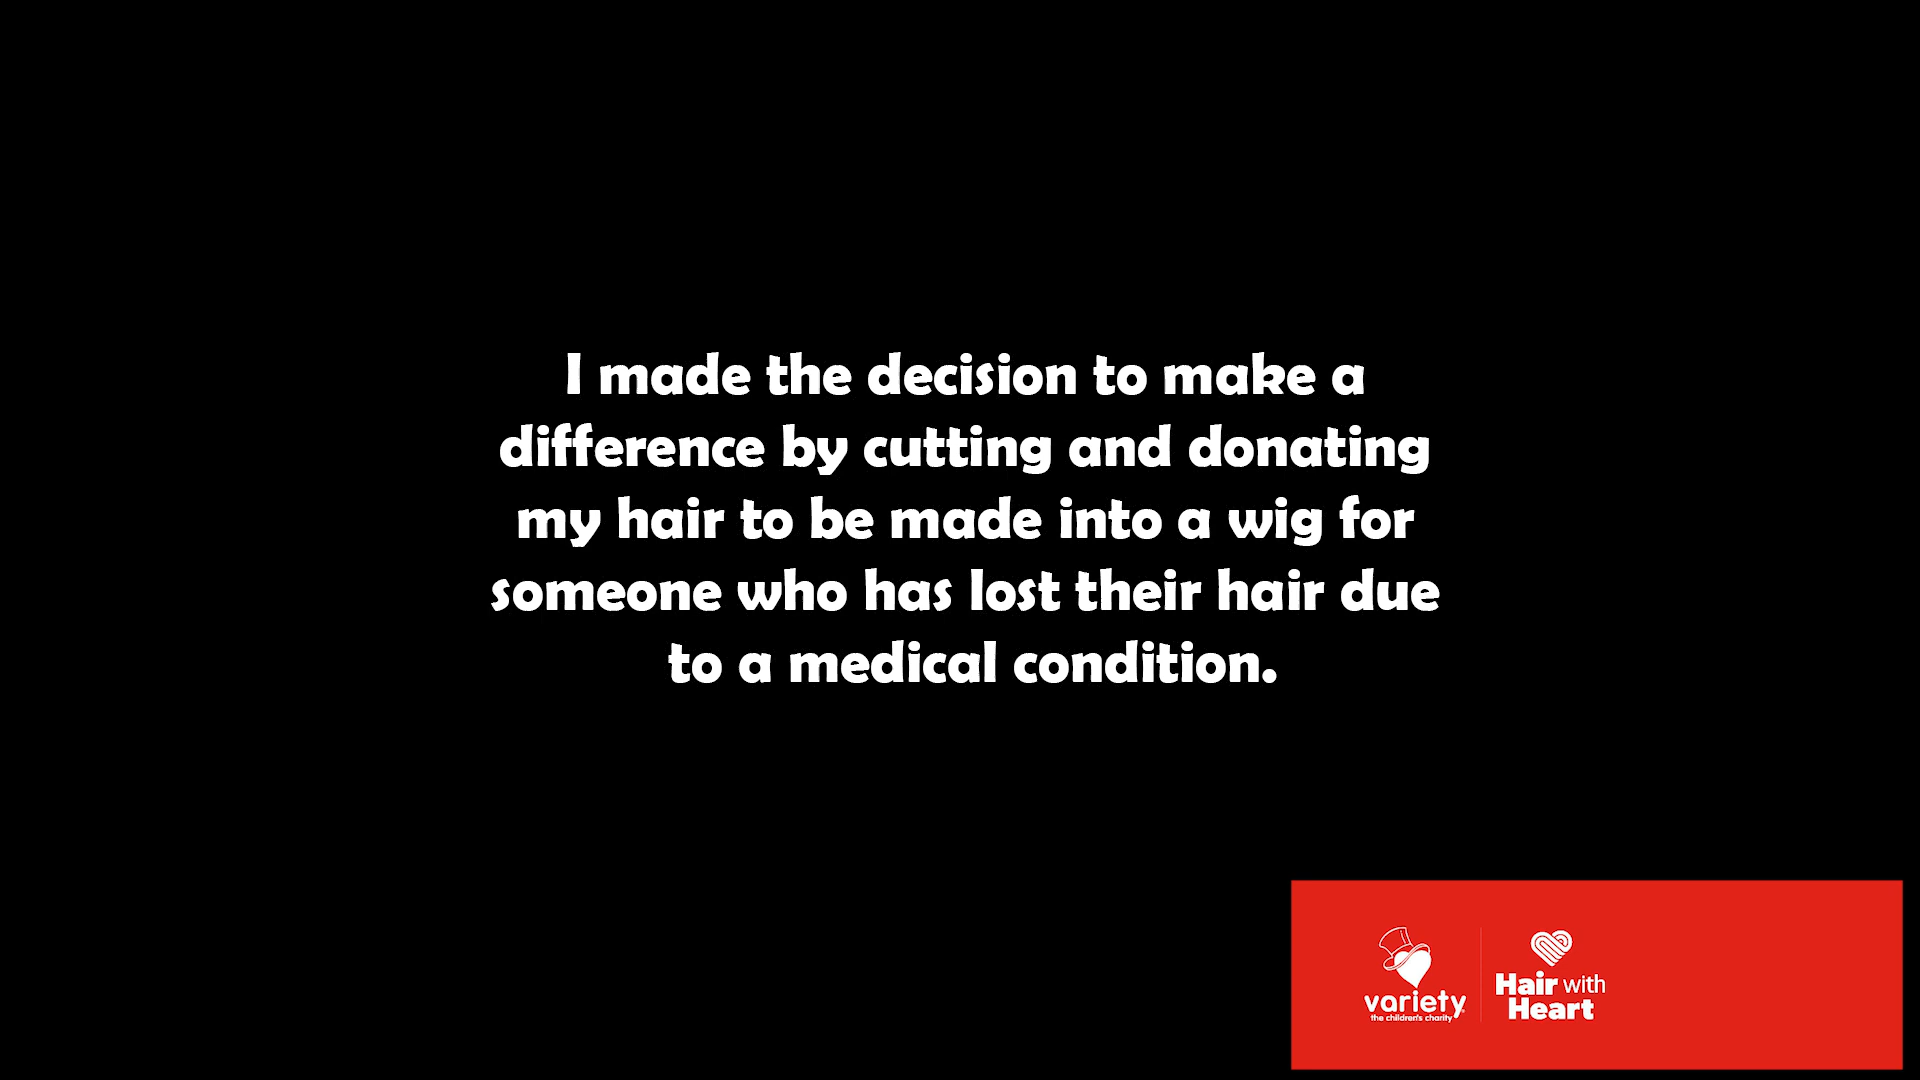 I made the decision to make a
difference by cutting and donating
my hair to be made into a wig for
someone who has lost their hair due
to a medical condition.
variety
the children's charity
Hair with
Heart